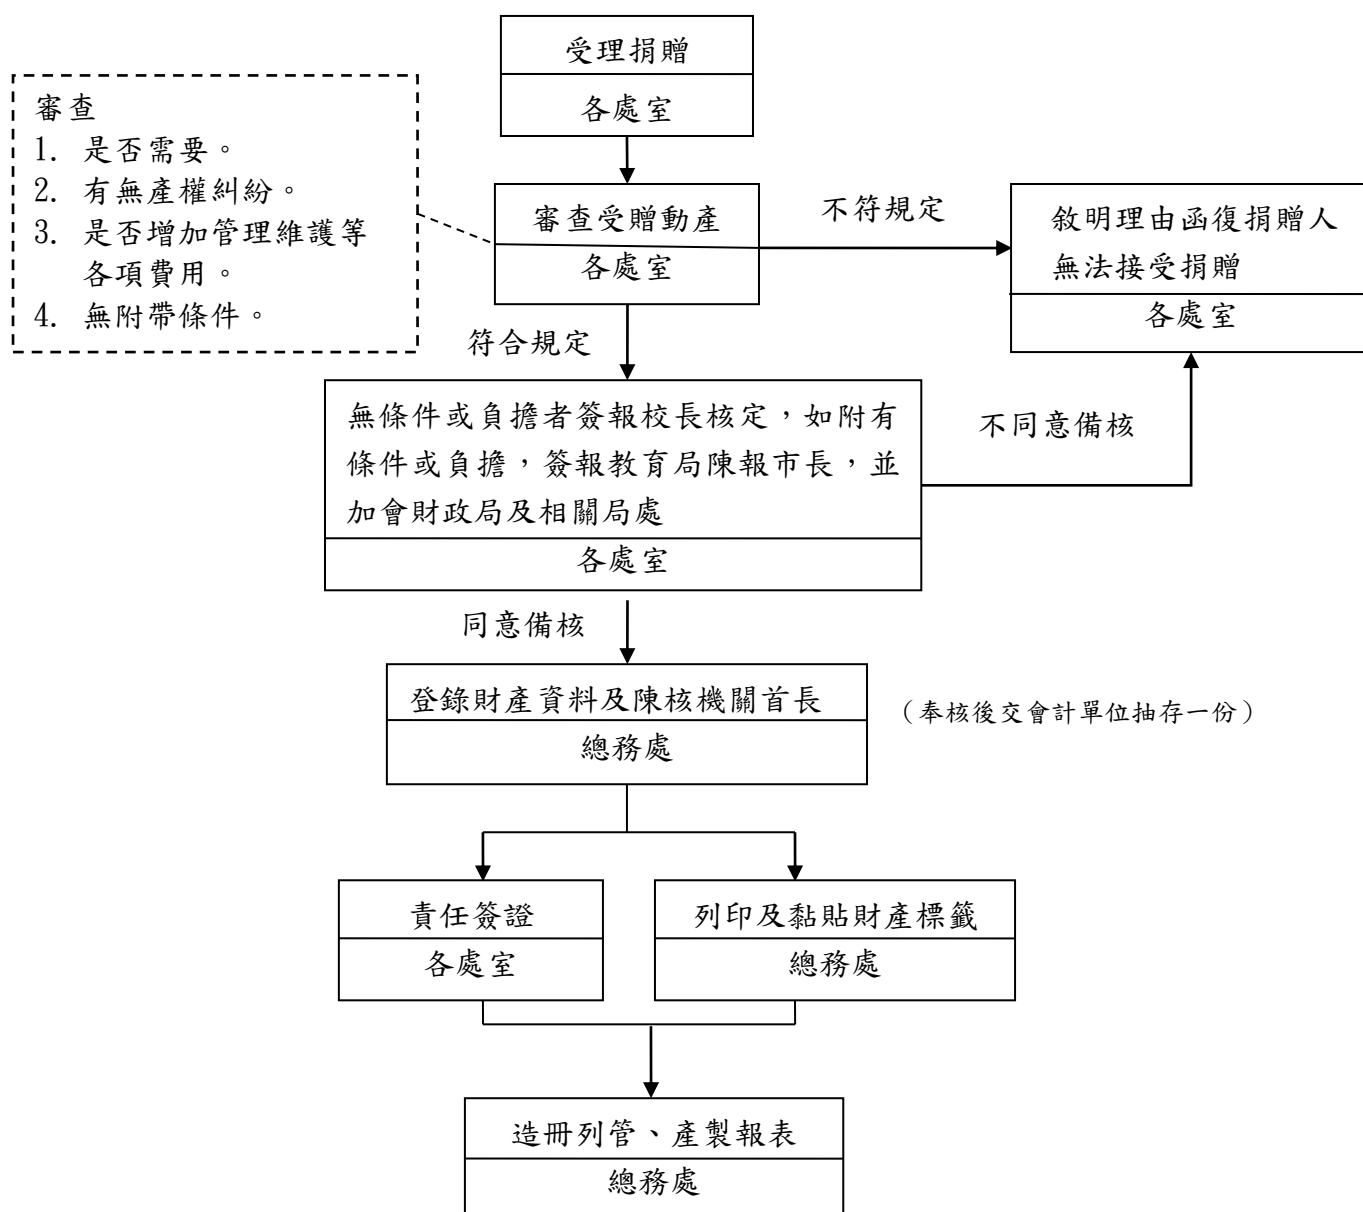 受理捐贈
各處室
審查
1. 是否需要。
2. 有無產權糾紛。
3. 是否增加管理維護等
各項費用。
4. 無附帶條件。
審查受贈動產
各處室
不符規定
敘明理由函復捐贈人
無法接受捐贈
各處室
符合規定
無條件或負擔者簽報校長核定，如附有
條件或負擔，簽報教育局陳報市長，並
加會財政局及相關局處
各處室
不同意備核
同意備核
登錄財產資料及陳核機關首長
總務處
（奉核後交會計單位抽存一份）
責任簽證
各處室
列印及黏貼財產標籤
總務處
造冊列管、產製報表
總務處